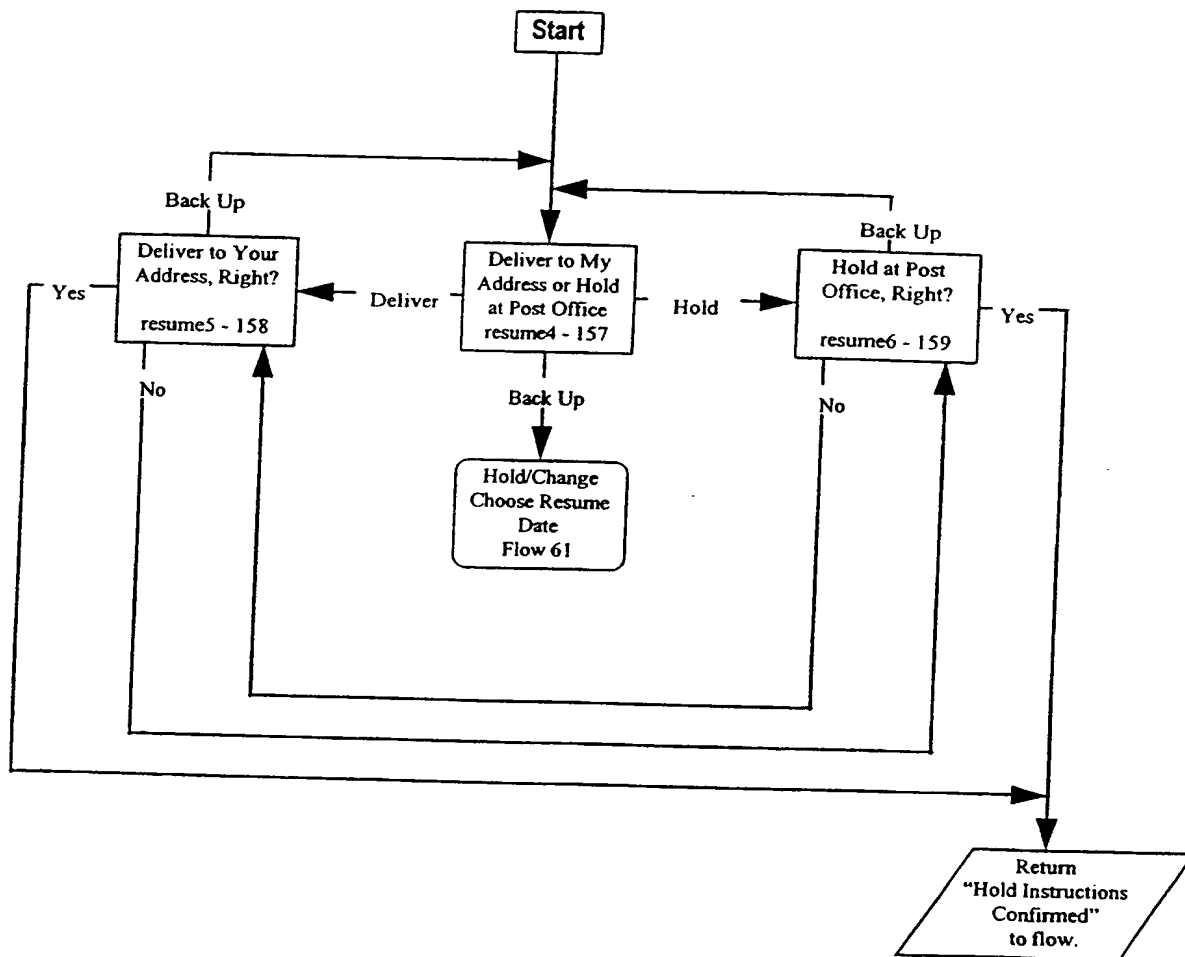 Start
Back Up
Back Up
Deliver to Your
Address, Right?
resume5 - 158
Deliver to My
Address or Hold
at Post Office
resume4 - 157
Hold at Post
Office, Right?
resume6 - 159
Yes
Deliver
Hold
Yes
No
Back Up
No
Hold/Change
Choose Resume
Date
Flow 61
Return
“Hold Instructions
Confirmed”
to flow.